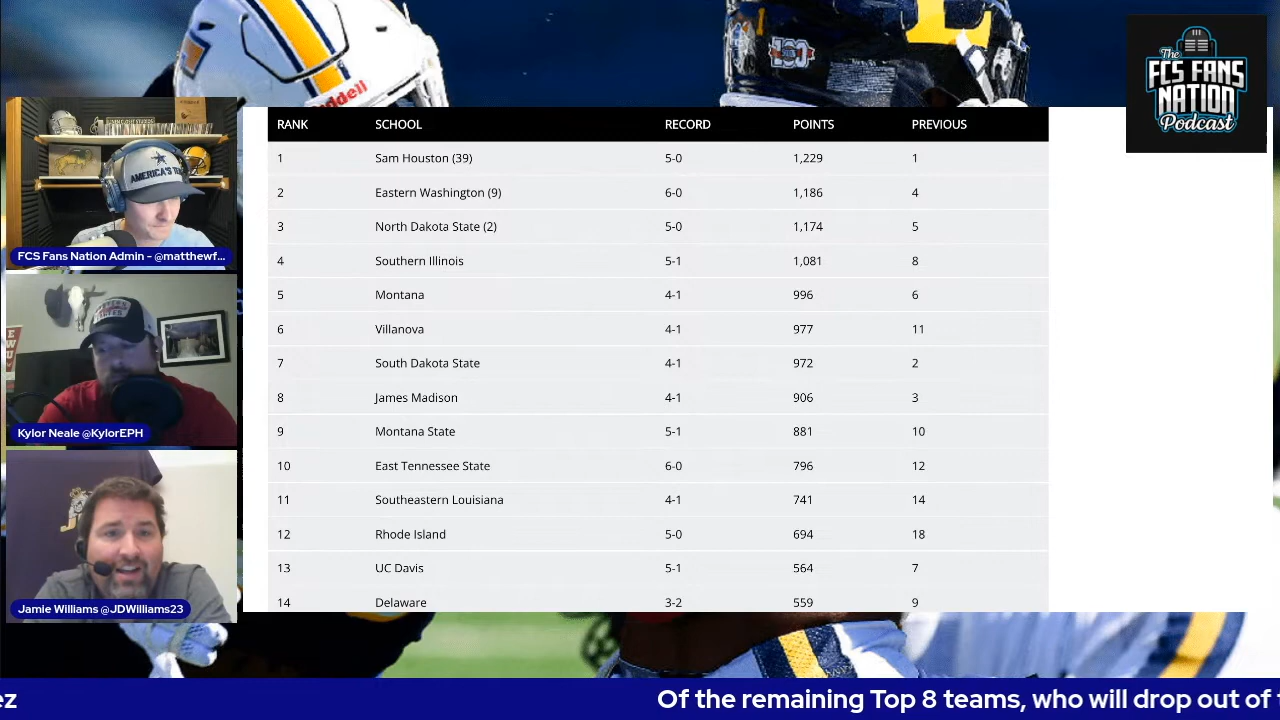 ddell
100
L
The
FCS FANS
NATION
Podcast
AMERICA'S TE
FCS Fans Nation Admin - @matthewf...
Kylor Neale @KylorEPH
Jamie Williams @JDWilliams23
RANK SCHOOL RECORD POINTS PREVIOUS
1 Sam Houston (39) 5-0 1,229 1
2 Eastern Washington (9) 6-0 1,186 4
3 North Dakota State (2) 5-0 1,174 5
4 Southern Illinois 5-1 1,081 8
5 Montana 4-1 996 6
6 Villanova 4-1 977 11
7 South Dakota State 4-1 972 2
8 James Madison 4-1 906 3
9 Montana State 5-1 881 10
10 East Tennessee State 6-0 796 12
11 Southeastern Louisiana 4-1 741 14
12 Rhode Island 5-0 694 18
13 UC Davis 5-1 564 7
14 Delaware 3-2 559 9
ez Of the remaining Top 8 teams, who will drop out of t